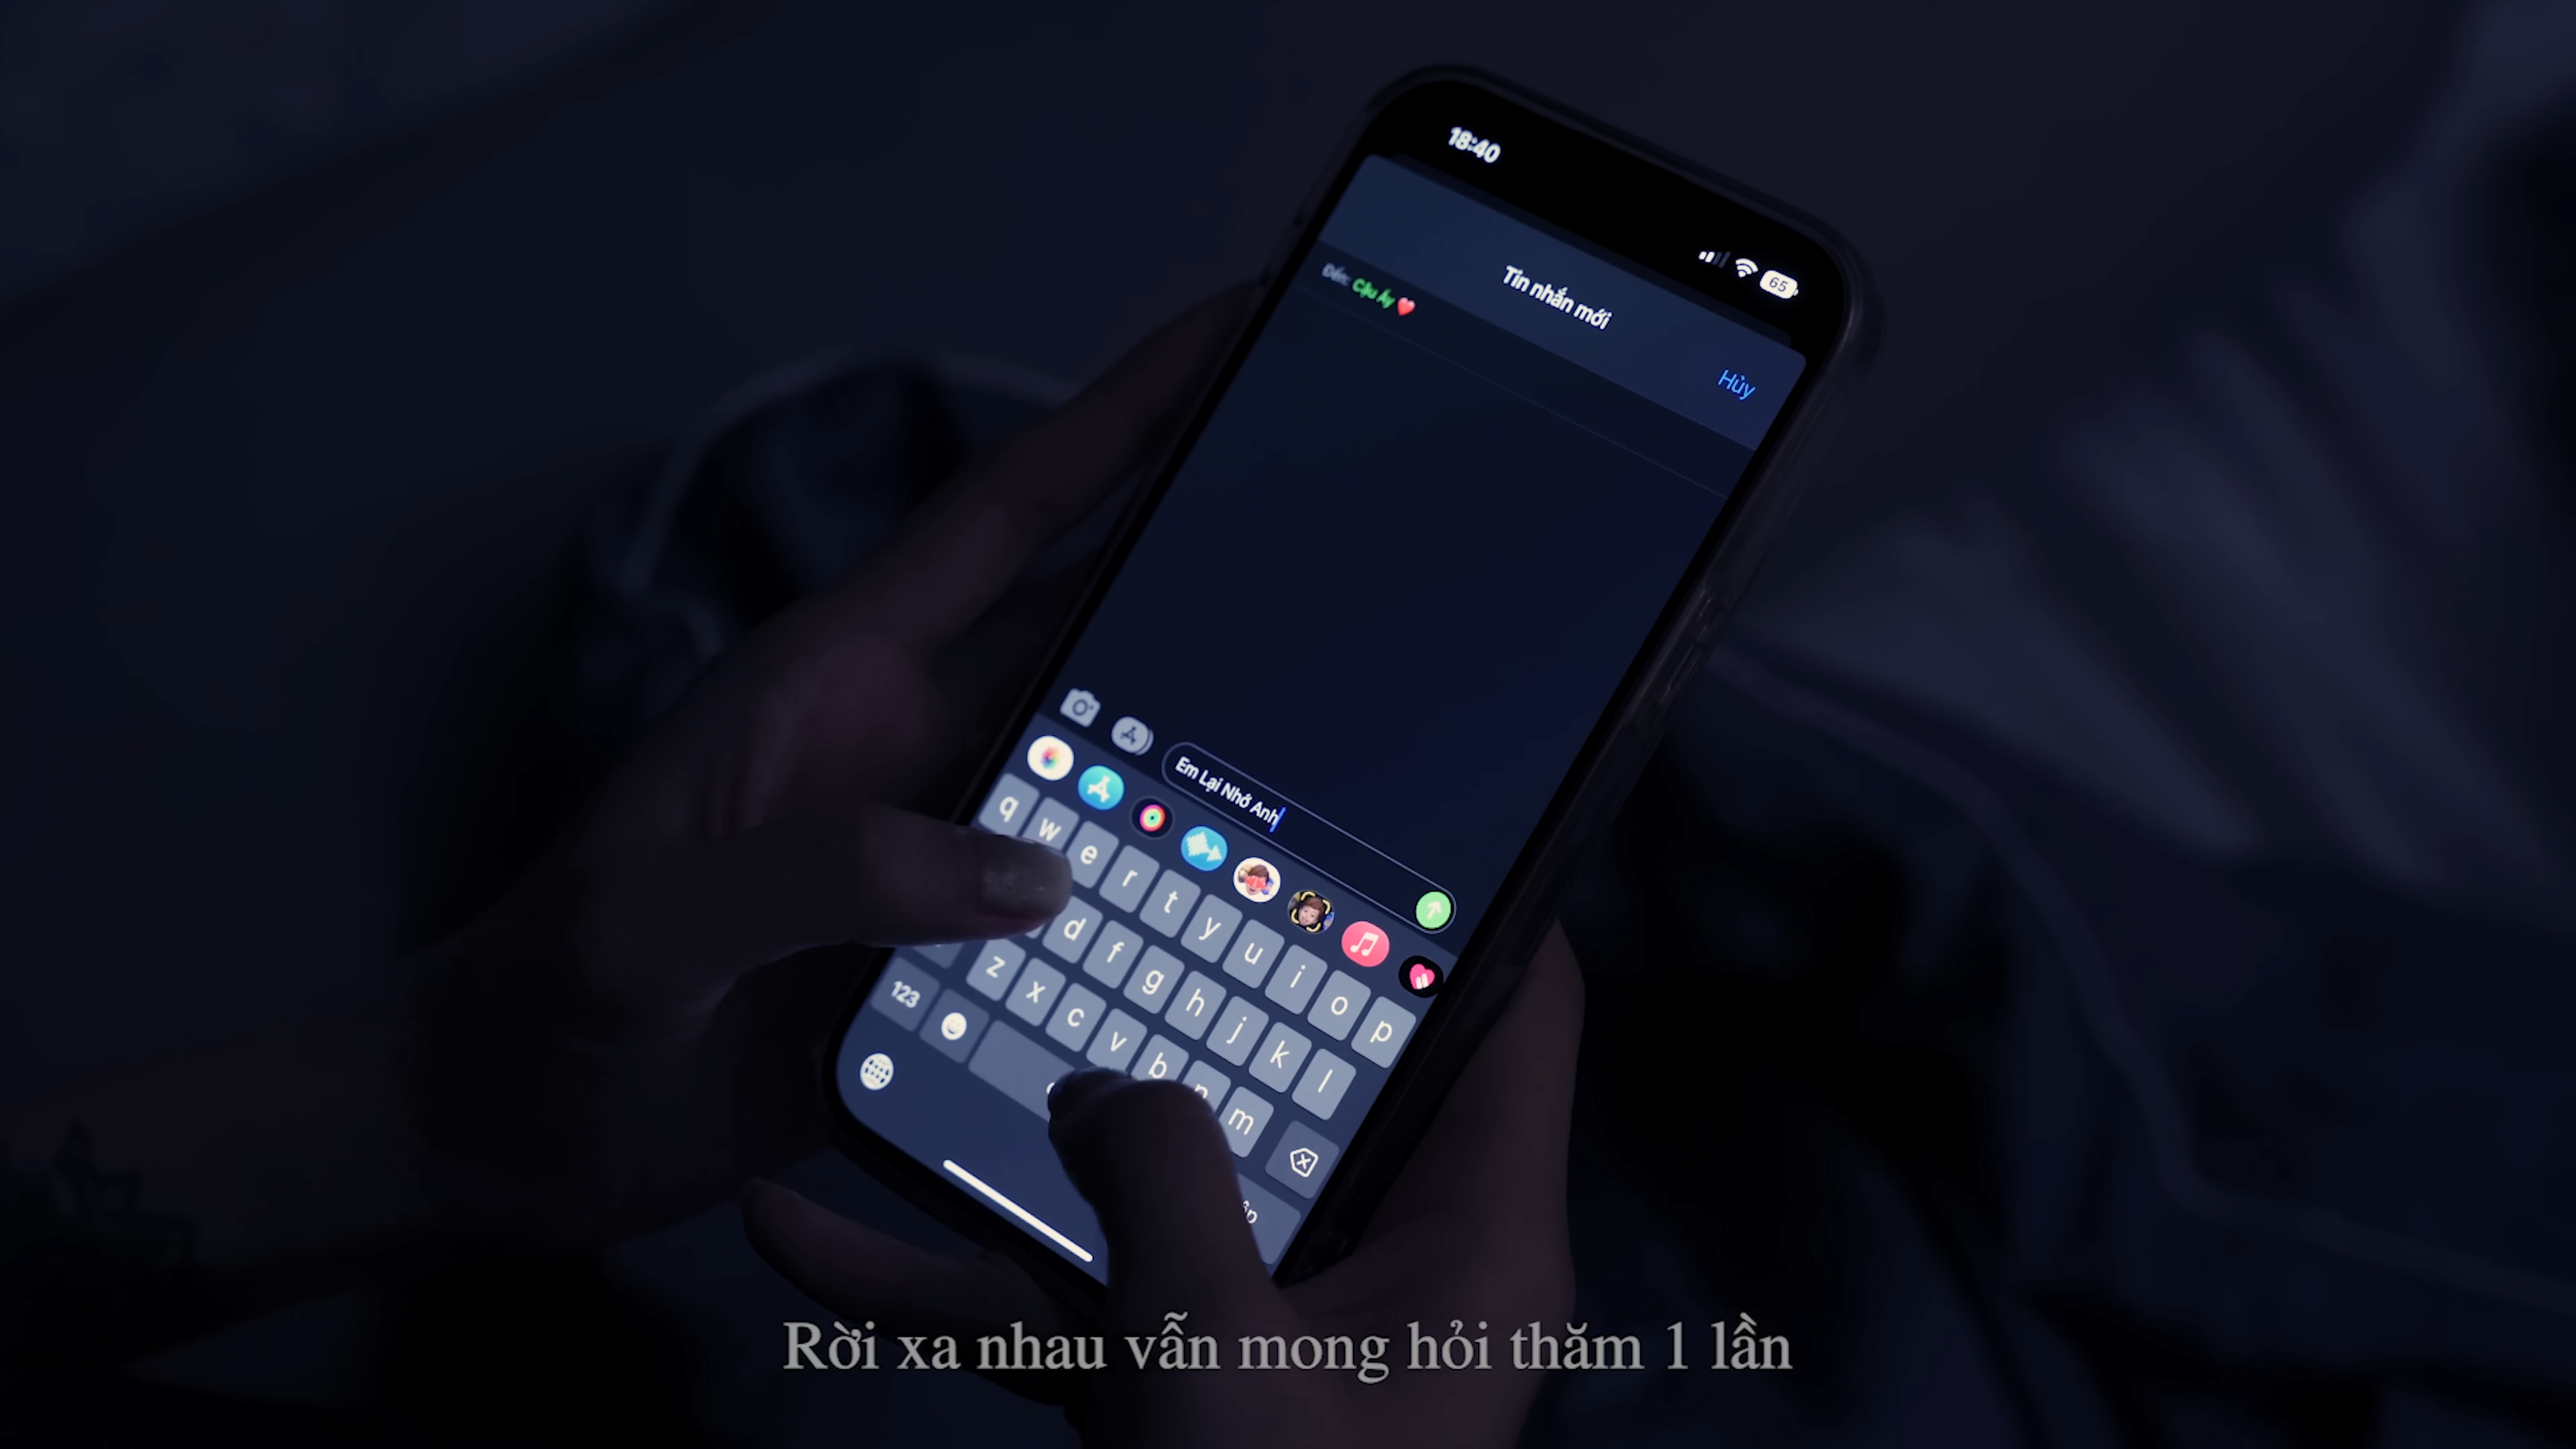 18:40
65
Tin nhắn mới
Hủy
Đến: Cậu Ấy ❤️
Em Lại Nhớ Anh
q w e r t y u i o p
d f g h j k l
z x c v b n m
123
Rời xa nhau vẫn mong hỏi thăm 1 lần